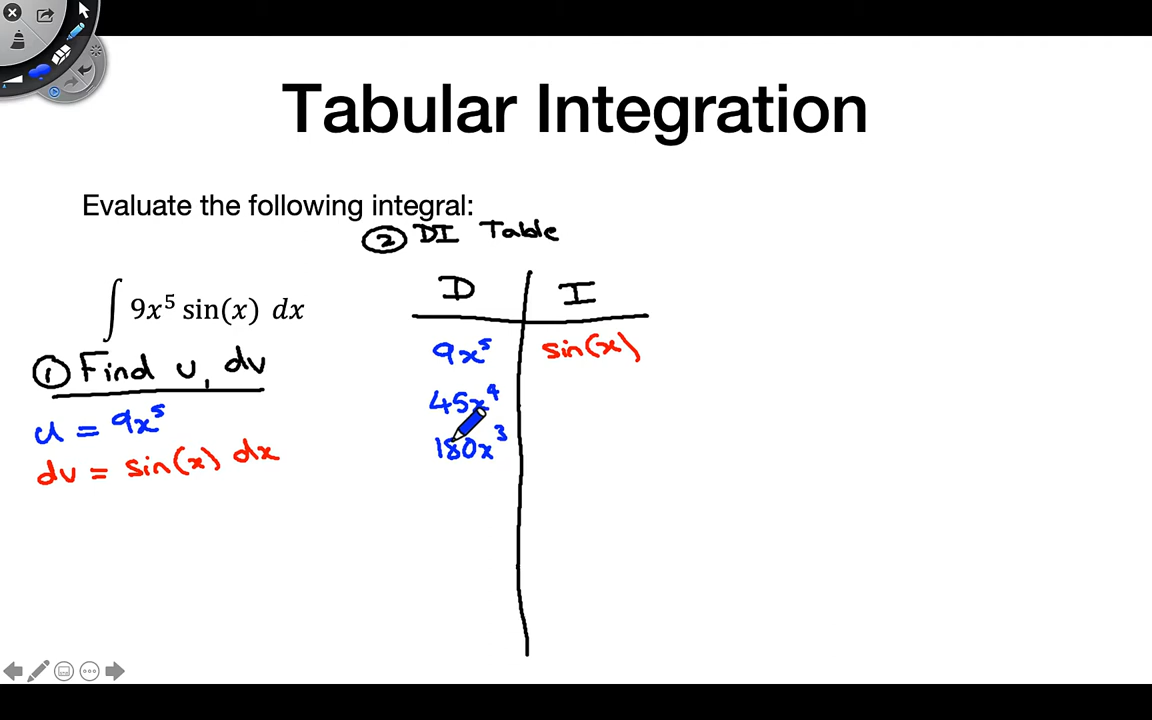 Tabular Integration
Evaluate the following integral:
∫ 9x⁵ sin(x) dx
① Find u, dv
u = 9x⁵
dv = sin(x) dx
② DI Table
D I
9x⁵ sin(x)
45x⁴
180x³